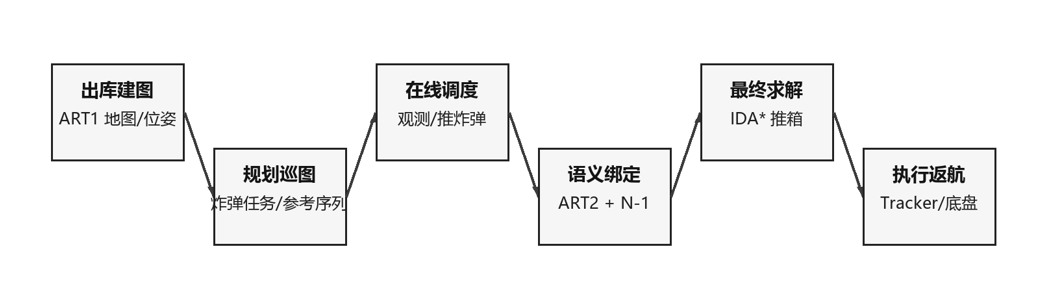 出库建图
ART1 地图/位姿
规划巡图
炸弹任务/参考序列
在线调度
观测/推炸弹
语义绑定
ART2 + N-1
最终求解
IDA* 推箱
执行返航
Tracker/底盘